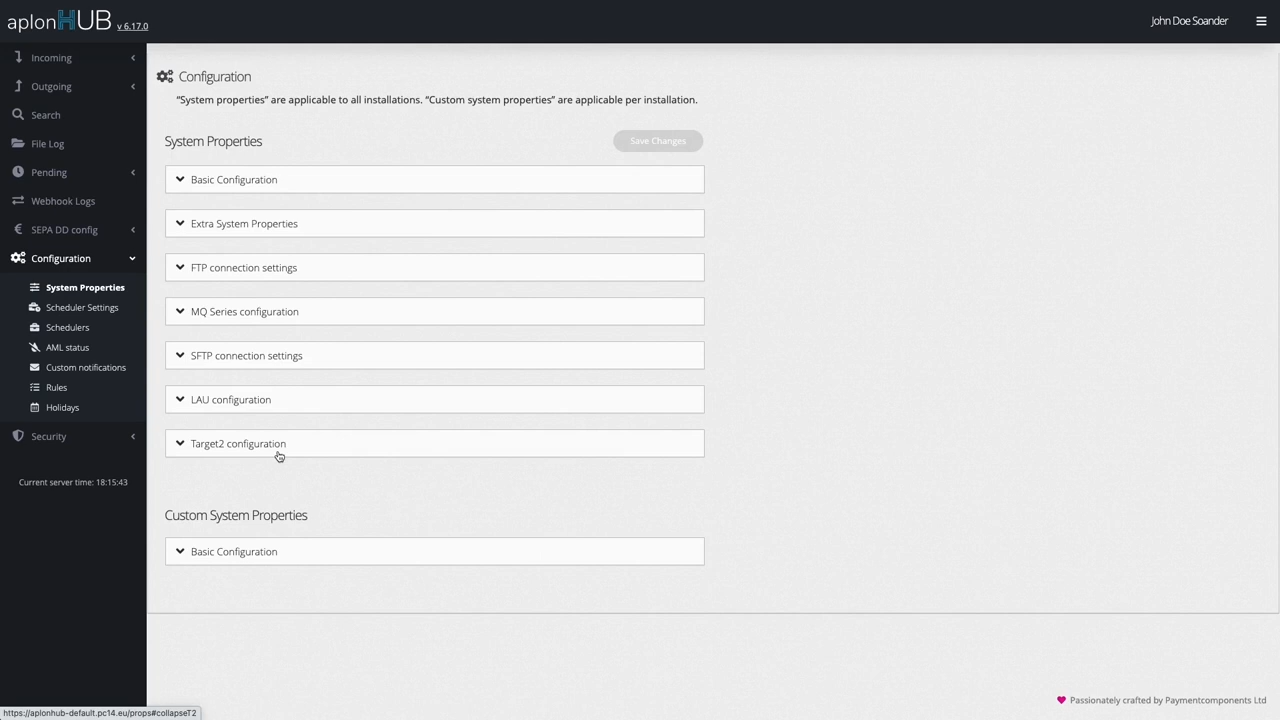 aplonHUB v 6.17.0
John Doe Soander
Incoming
Outgoing
Search
File Log
Pending
Webhook Logs
SEPA DD config
Configuration
System Properties
Scheduler Settings
Schedulers
AML status
Custom notifications
Rules
Holidays
Security
Current server time: 18:15:43
Configuration
“System properties” are applicable to all installations. “Custom system properties” are applicable per installation.
System Properties
Save Changes
Basic Configuration
Extra System Properties
FTP connection settings
MQ Series configuration
SFTP connection settings
LAU configuration
Target2 configuration
Custom System Properties
Basic Configuration
Passionately crafted by Paymentcomponents Ltd
https://aplonhub-default.pc14.eu/props#collapseT2